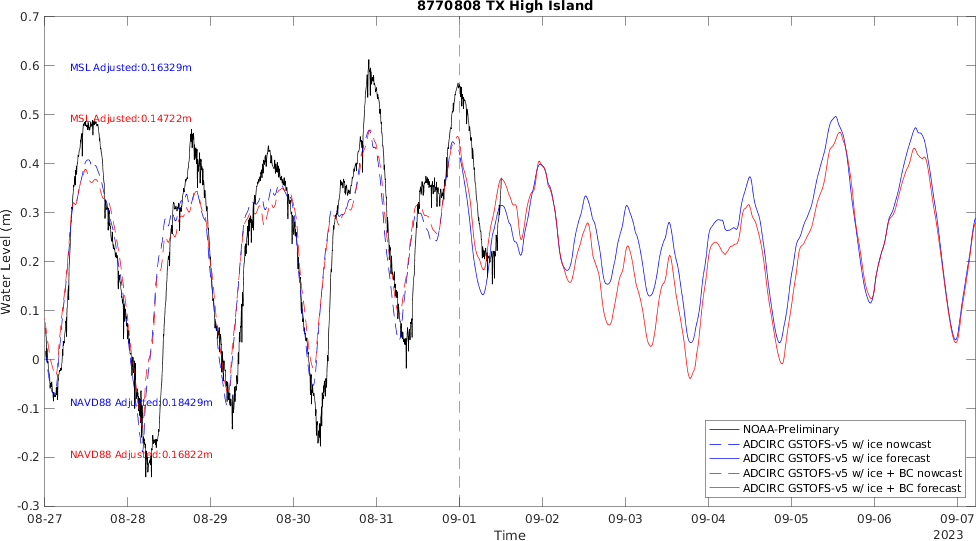 8770808 TX High Island
0.7
0.6
0.5
0.4
0.3
0.2
0.1
0
-0.1
-0.2
-0.3
Water Level (m)
MSL Adjusted:0.16329m
MSL Adjusted:0.14722m
NAVD88 Adjusted:0.18429m
NAVD88 Adjusted:0.16822m
NOAA-Preliminary
ADCIRC GSTOFS-v5 w/ ice nowcast
ADCIRC GSTOFS-v5 w/ ice forecast
ADCIRC GSTOFS-v5 w/ ice + BC nowcast
ADCIRC GSTOFS-v5 w/ ice + BC forecast
08-27 08-28 08-29 08-30 08-31 09-01 09-02 09-03 09-04 09-05 09-06 09-07
Time
2023